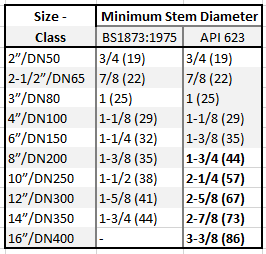 Size - Minimum Stem Diameter
Class BS1873:1975 API 623
2”/DN50 3/4 (19) 3/4 (19)
2-1/2”/DN65 7/8 (22) 7/8 (22)
3”/DN80 1 (25) 1 (25)
4”/DN100 1-1/8 (29) 1-1/8 (29)
6”/DN150 1-1/4 (32) 1-3/8 (35)
8”/DN200 1-3/8 (35) 1-3/4 (44)
10”/DN250 1-1/2 (38) 2-1/4 (57)
12”/DN300 1-5/8 (41) 2-5/8 (67)
14”/DN350 1-3/4 (44) 2-7/8 (73)
16”/DN400 - 3-3/8 (86)